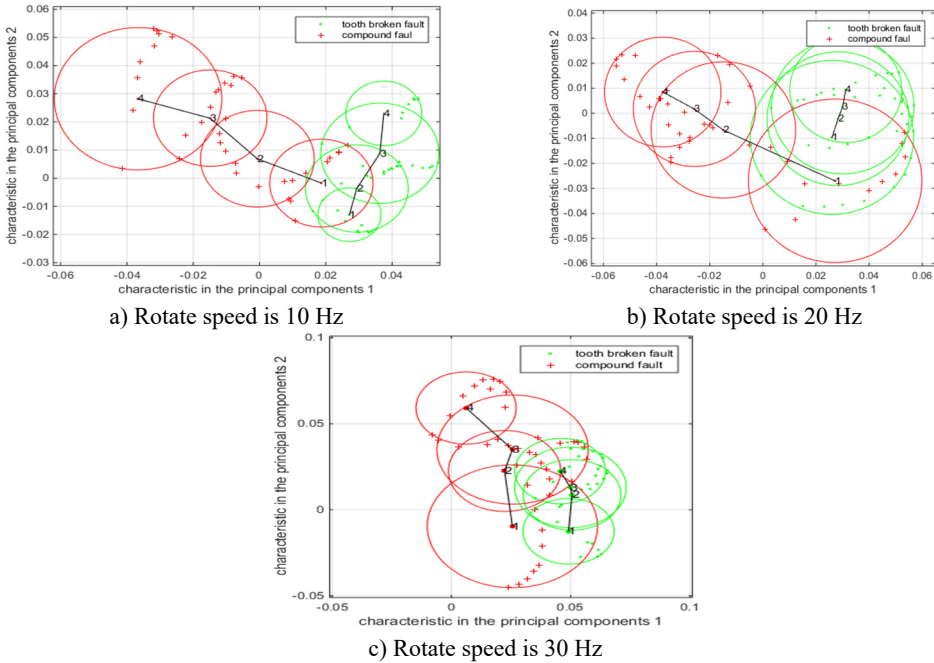 tooth broken fault
compound faul
0.06
0.05
0.04
0.03
0.02
0.01
0
-0.01
-0.02
-0.03
characteristic in the principal components 2
4
3
2
1
4
3
2
1
-0.06 -0.04 -0.02 0 0.02 0.04
characteristic in the principal components 1
a) Rotate speed is 10 Hz
tooth broken fault
compound faul
0.04
0.03
0.02
0.01
0
-0.01
-0.02
-0.03
-0.04
-0.05
-0.06
characteristic in the principal components 2
4
3
2
1
4
3
2
1
-0.06 -0.04 -0.02 0 0.02 0.04 0.06
characteristic in the principal components 1
b) Rotate speed is 20 Hz
tooth broken fault
compound fault
0.1
0.05
0
-0.05
characteristic in the principal components 2
4
3
2
1
4
3
2
1
-0.05 0 0.05 0.1
characteristic in the principal components 1
c) Rotate speed is 30 Hz